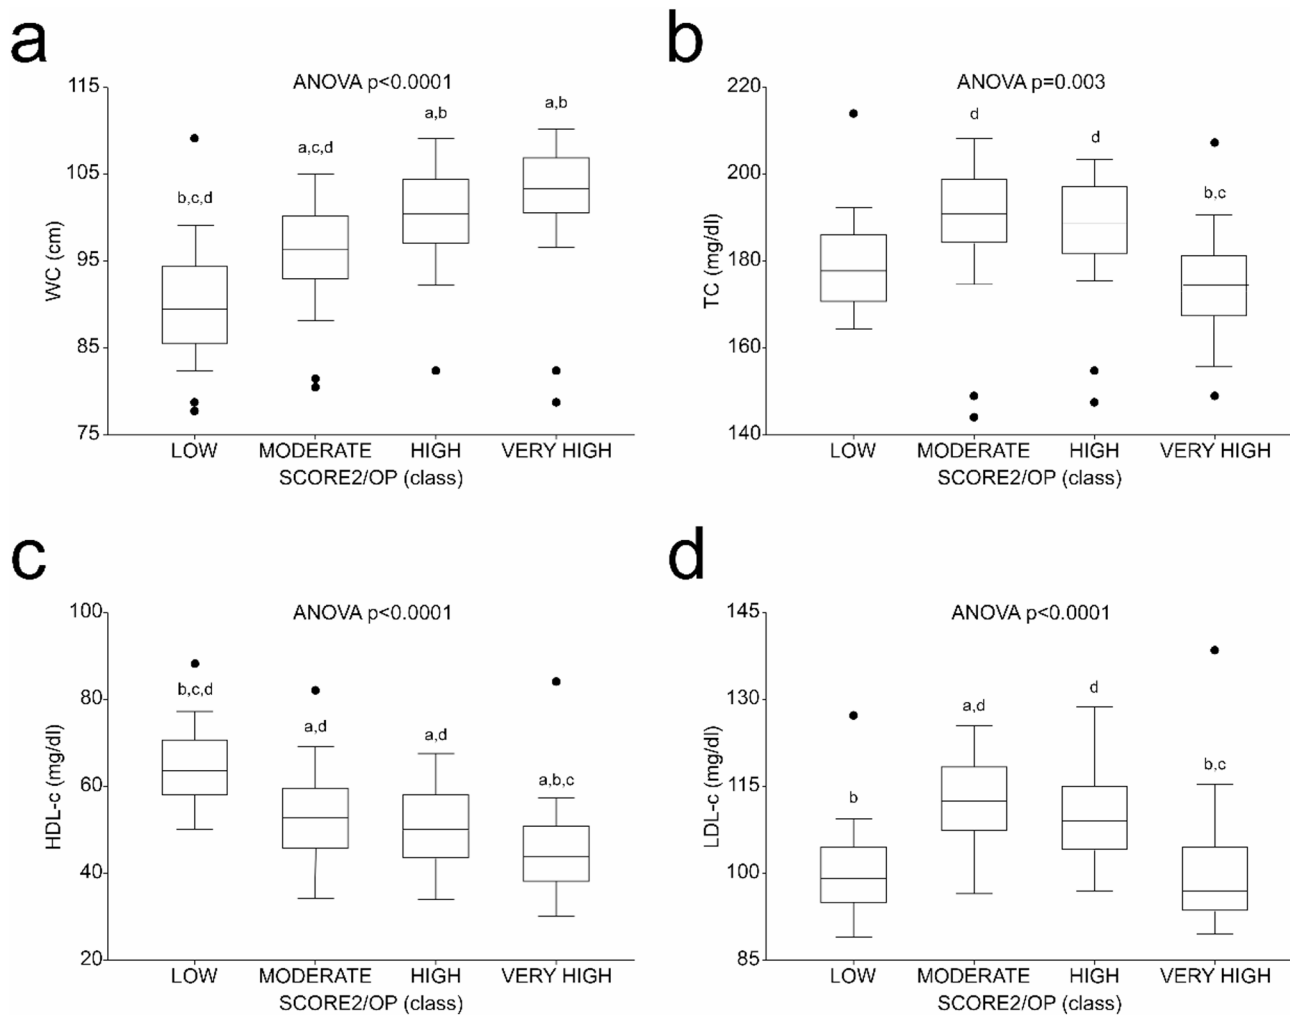 a
ANOVA p<0.0001
WC (cm)
115
105
95
85
75
b,c,d
a,c,d
a,b
a,b
LOW MODERATE HIGH VERY HIGH
SCORE2/OP (class)
b
ANOVA p=0.003
TC (mg/dl)
220
200
180
160
140
d
d
b,c
LOW MODERATE HIGH VERY HIGH
SCORE2/OP (class)
c
ANOVA p<0.0001
HDL-c (mg/dl)
100
80
60
40
20
b,c,d
a,d
a,d
a,b,c
LOW MODERATE HIGH VERY HIGH
SCORE2/OP (class)
d
ANOVA p<0.0001
LDL-c (mg/dl)
145
130
115
100
85
b
a,d
d
b,c
LOW MODERATE HIGH VERY HIGH
SCORE2/OP (class)